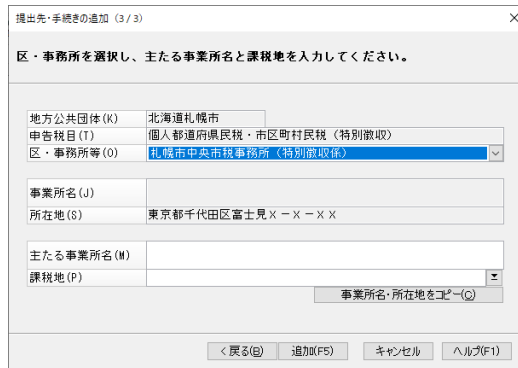 提出先・手続きの追加 (3/3)
区・事務所を選択し、主たる事業所名と課税地を入力してください。
地方公共団体(K) 北海道札幌市
申告税目(T) 個人都道府県民税・市区町村民税（特別徴収）
区・事務所等(O) 札幌市中央市税事務所（特別徴収係）
事業所名(J)
所在地(S) 東京都千代田区富士見Ｘ－Ｘ－ＸＸ
主たる事業所名(M)
課税地(P)
事業所名・所在地をコピー(C)
< 戻る(B) 追加(F5) キャンセル ヘルプ(F1)